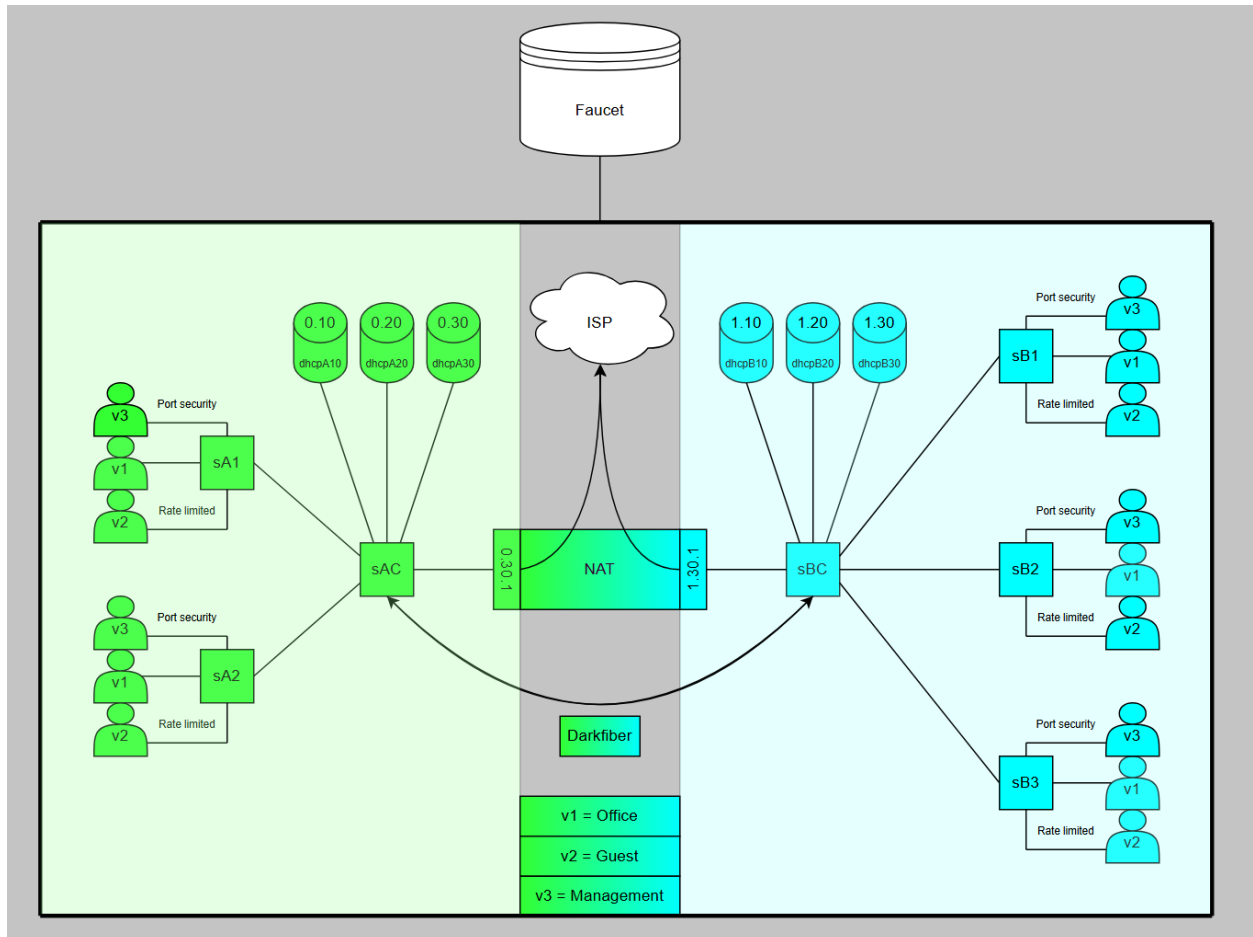 Faucet
ISP
0.10
0.20
0.30
dhcpA10
dhcpA20
dhcpA30
1.10
1.20
1.30
dhcpB10
dhcpB20
dhcpB30
v3
Port security
v1
sA1
v2
Rate limited
v3
Port security
v1
sA2
v2
Rate limited
sAC
0.30.1
NAT
1.30.1
sBC
Darkfiber
v1 = Office
v2 = Guest
v3 = Management
Port security
v3
sB1
v1
Rate limited
v2
Port security
v3
sB2
v1
Rate limited
v2
Port security
v3
sB3
v1
Rate limited
v2